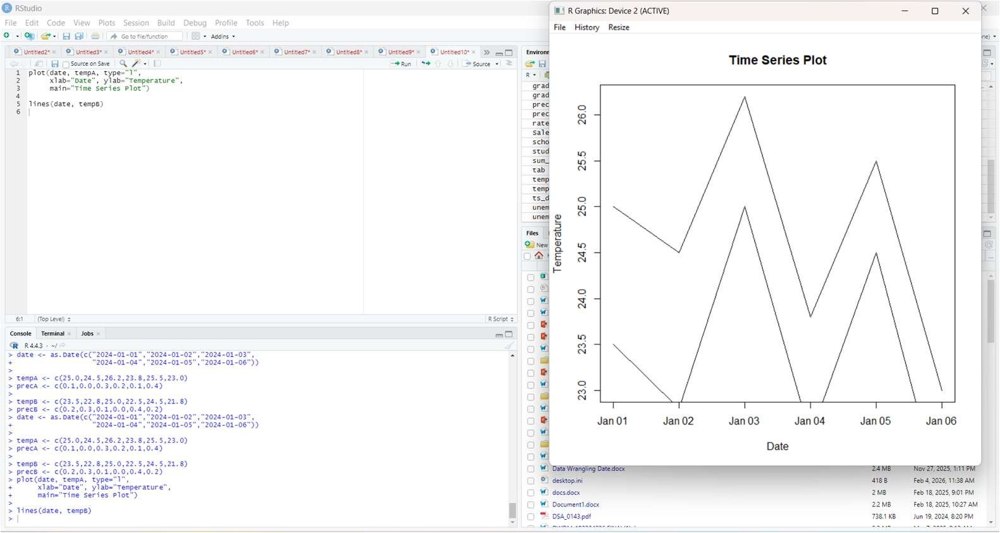 RStudio
File Edit Code View Plots Session Build Debug Profile Tools Help
Go to file/function Addins
Untitled2* Untitled3* Untitled4* Untitled5* Untitled6* Untitled7* Untitled8* Untitled9* Untitled10*
Source on Save Run Source
1 plot(date, tempA, type="l",
2 xlab="Date", ylab="Temperature",
3 main="Time Series Plot")
4
5 lines(date, tempB)
6
6:1 (Top Level) R Script
Console Terminal Jobs
R 4.4.3 · ~/
> date <- as.Date(c("2024-01-01","2024-01-02","2024-01-03",
+ "2024-01-04","2024-01-05","2024-01-06"))
>
> tempA <- c(25.0,24.5,26.2,23.8,25.5,23.0)
> precA <- c(0.1,0.0,0.3,0.2,0.1,0.4)
>
> tempB <- c(23.5,22.8,25.0,22.5,24.5,21.8)
> precB <- c(0.2,0.3,0.1,0.0,0.4,0.2)
> date <- as.Date(c("2024-01-01","2024-01-02","2024-01-03",
+ "2024-01-04","2024-01-05","2024-01-06"))
>
> tempA <- c(25.0,24.5,26.2,23.8,25.5,23.0)
> precA <- c(0.1,0.0,0.3,0.2,0.1,0.4)
>
> tempB <- c(23.5,22.8,25.0,22.5,24.5,21.8)
> precB <- c(0.2,0.3,0.1,0.0,0.4,0.2)
> plot(date, tempA, type="l",
+ xlab="Date", ylab="Temperature",
+ main="Time Series Plot")
>
> lines(date, tempB)
>
Environ
R
grad
grad
prec
prec
rate
Sale
scho
stud
sum_
tab
temp
temp
ts_d
unem
unem
Files
New
R Graphics: Device 2 (ACTIVE)
File History Resize
Time Series Plot
Temperature
26.0
25.5
25.0
24.5
24.0
23.5
23.0
Jan 01 Jan 02 Jan 03 Jan 04 Jan 05 Jan 06
Date
Data Wrangling Date.docx 2.4 MB Nov 27, 2025, 1:11 PM
desktop.ini 418 B Feb 4, 2026, 11:38 AM
docs.docx 2 MB Feb 18, 2025, 9:01 PM
Document1.docx 2.2 MB Feb 18, 2025, 10:27 AM
DSA_0143.pdf 738.1 KB Jun 19, 2024, 8:20 PM